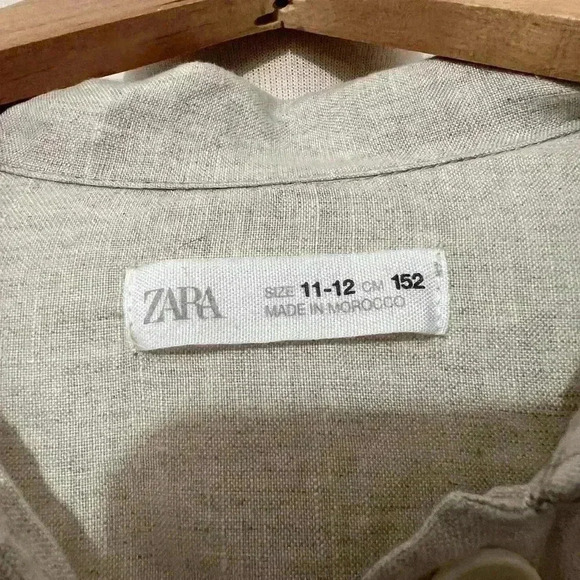 ZARA
SIZE 11-12 CM 152
MADE IN MOROCCO